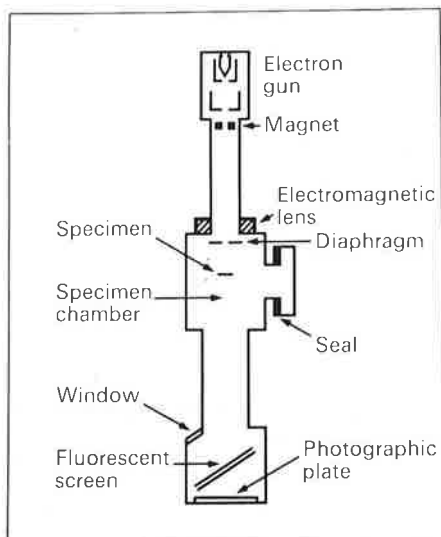 Electron
gun
Magnet
Electromagnetic
lens
Diaphragm
Specimen
Specimen
chamber
Seal
Window
Fluorescent
screen
Photographic
plate